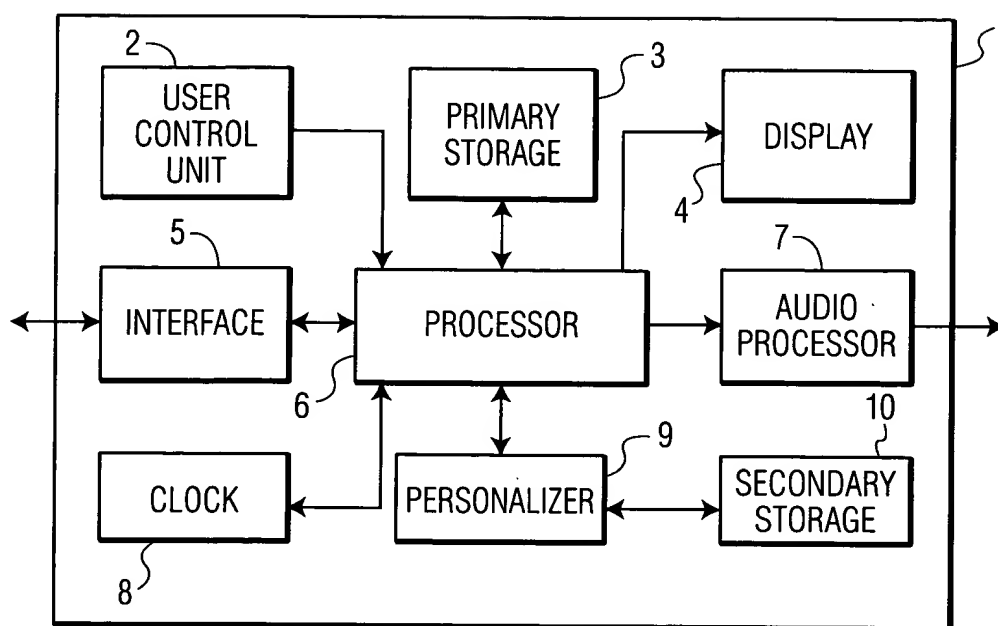 2
USER
CONTROL
UNIT
3
PRIMARY
STORAGE
DISPLAY
4
5
INTERFACE
PROCESSOR
6
7
AUDIO
PROCESSOR
CLOCK
8
9
PERSONALIZER
10
SECONDARY
STORAGE